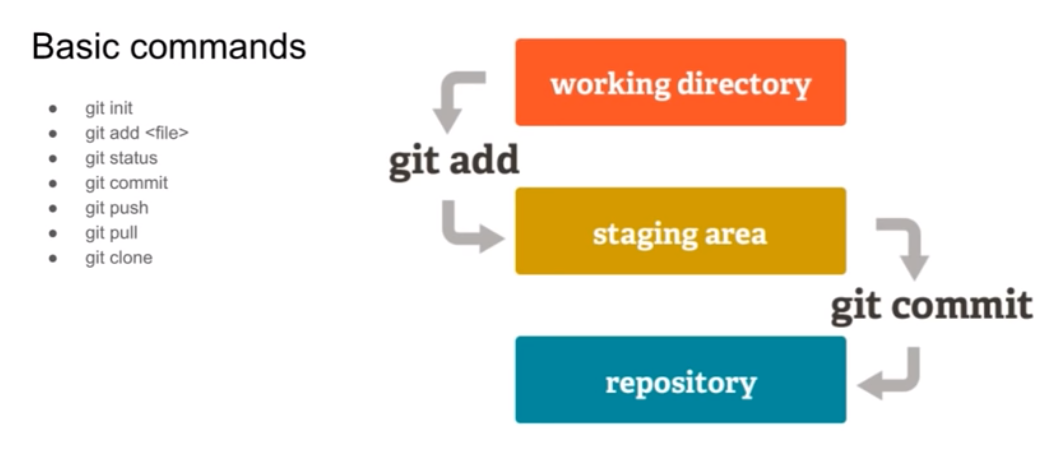 Basic commands
git init
git add <file>
git status
git commit
git push
git pull
git clone
working directory
git add
staging area
git commit
repository